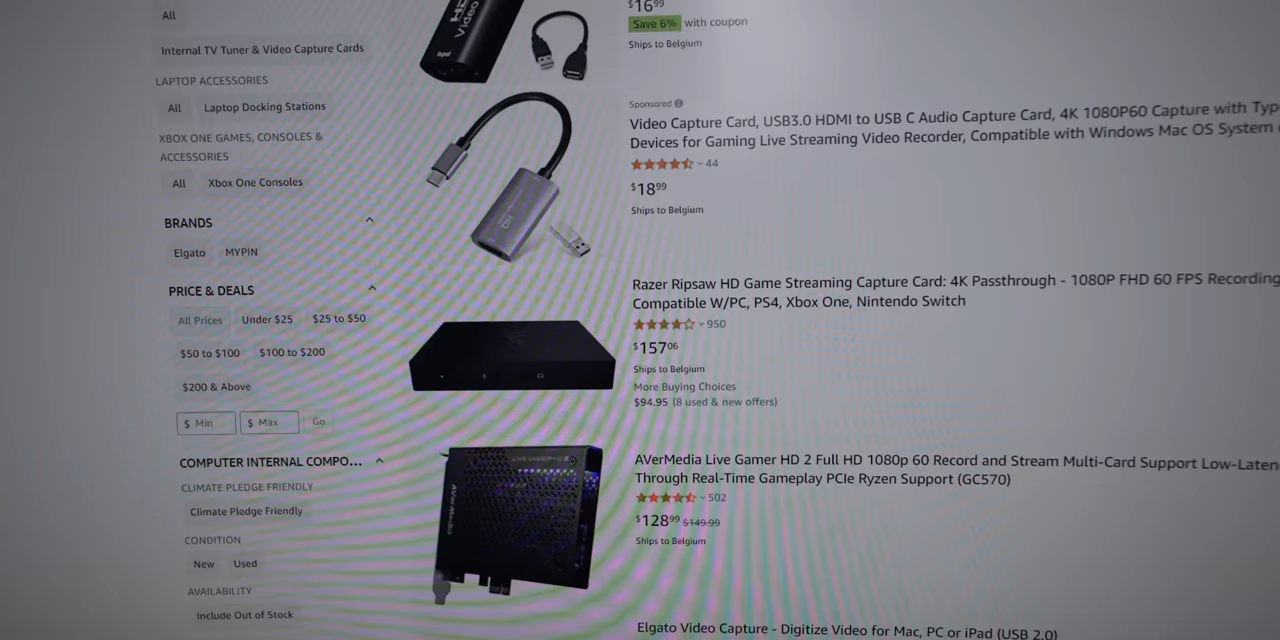 All
Internal TV Tuner & Video Capture Cards
LAPTOP ACCESSORIES
All
Laptop Docking Stations
XBOX ONE GAMES, CONSOLES &
ACCESSORIES
All
Xbox One Consoles
BRANDS
Elgato
MYPIN
PRICE & DEALS
All Prices
Under $25
$25 to $50
$50 to $100
$100 to $200
$200 & Above
$ Min
$ Max
Go
COMPUTER INTERNAL COMPO...
CLIMATE PLEDGE FRIENDLY
Climate Pledge Friendly
CONDITION
New
Used
AVAILABILITY
Include Out of Stock
Video
Input
$16.99
Save 6% with coupon
Ships to Belgium
HD
Sponsored
Video Capture Card, USB3.0 HDMI to USB C Audio Capture Card, 4K 1080P60 Capture with Typ
Devices for Gaming Live Streaming Video Recorder, Compatible with Windows Mac OS System
44
$18.99
Ships to Belgium
Razer Ripsaw HD Game Streaming Capture Card: 4K Passthrough - 1080P FHD 60 FPS Recording
Compatible W/PC, PS4, Xbox One, Nintendo Switch
950
$157.06
Ships to Belgium
More Buying Choices
$94.95 (8 used & new offers)
LIVE GAMER HD 2
AVerMedia
AVerMedia Live Gamer HD 2 Full HD 1080p 60 Record and Stream Multi-Card Support Low-Laten
Through Real-Time Gameplay PCIe Ryzen Support (GC570)
502
$128.99 $149.99
Ships to Belgium
Elgato Video Capture - Digitize Video for Mac, PC or iPad (USB 2.0)